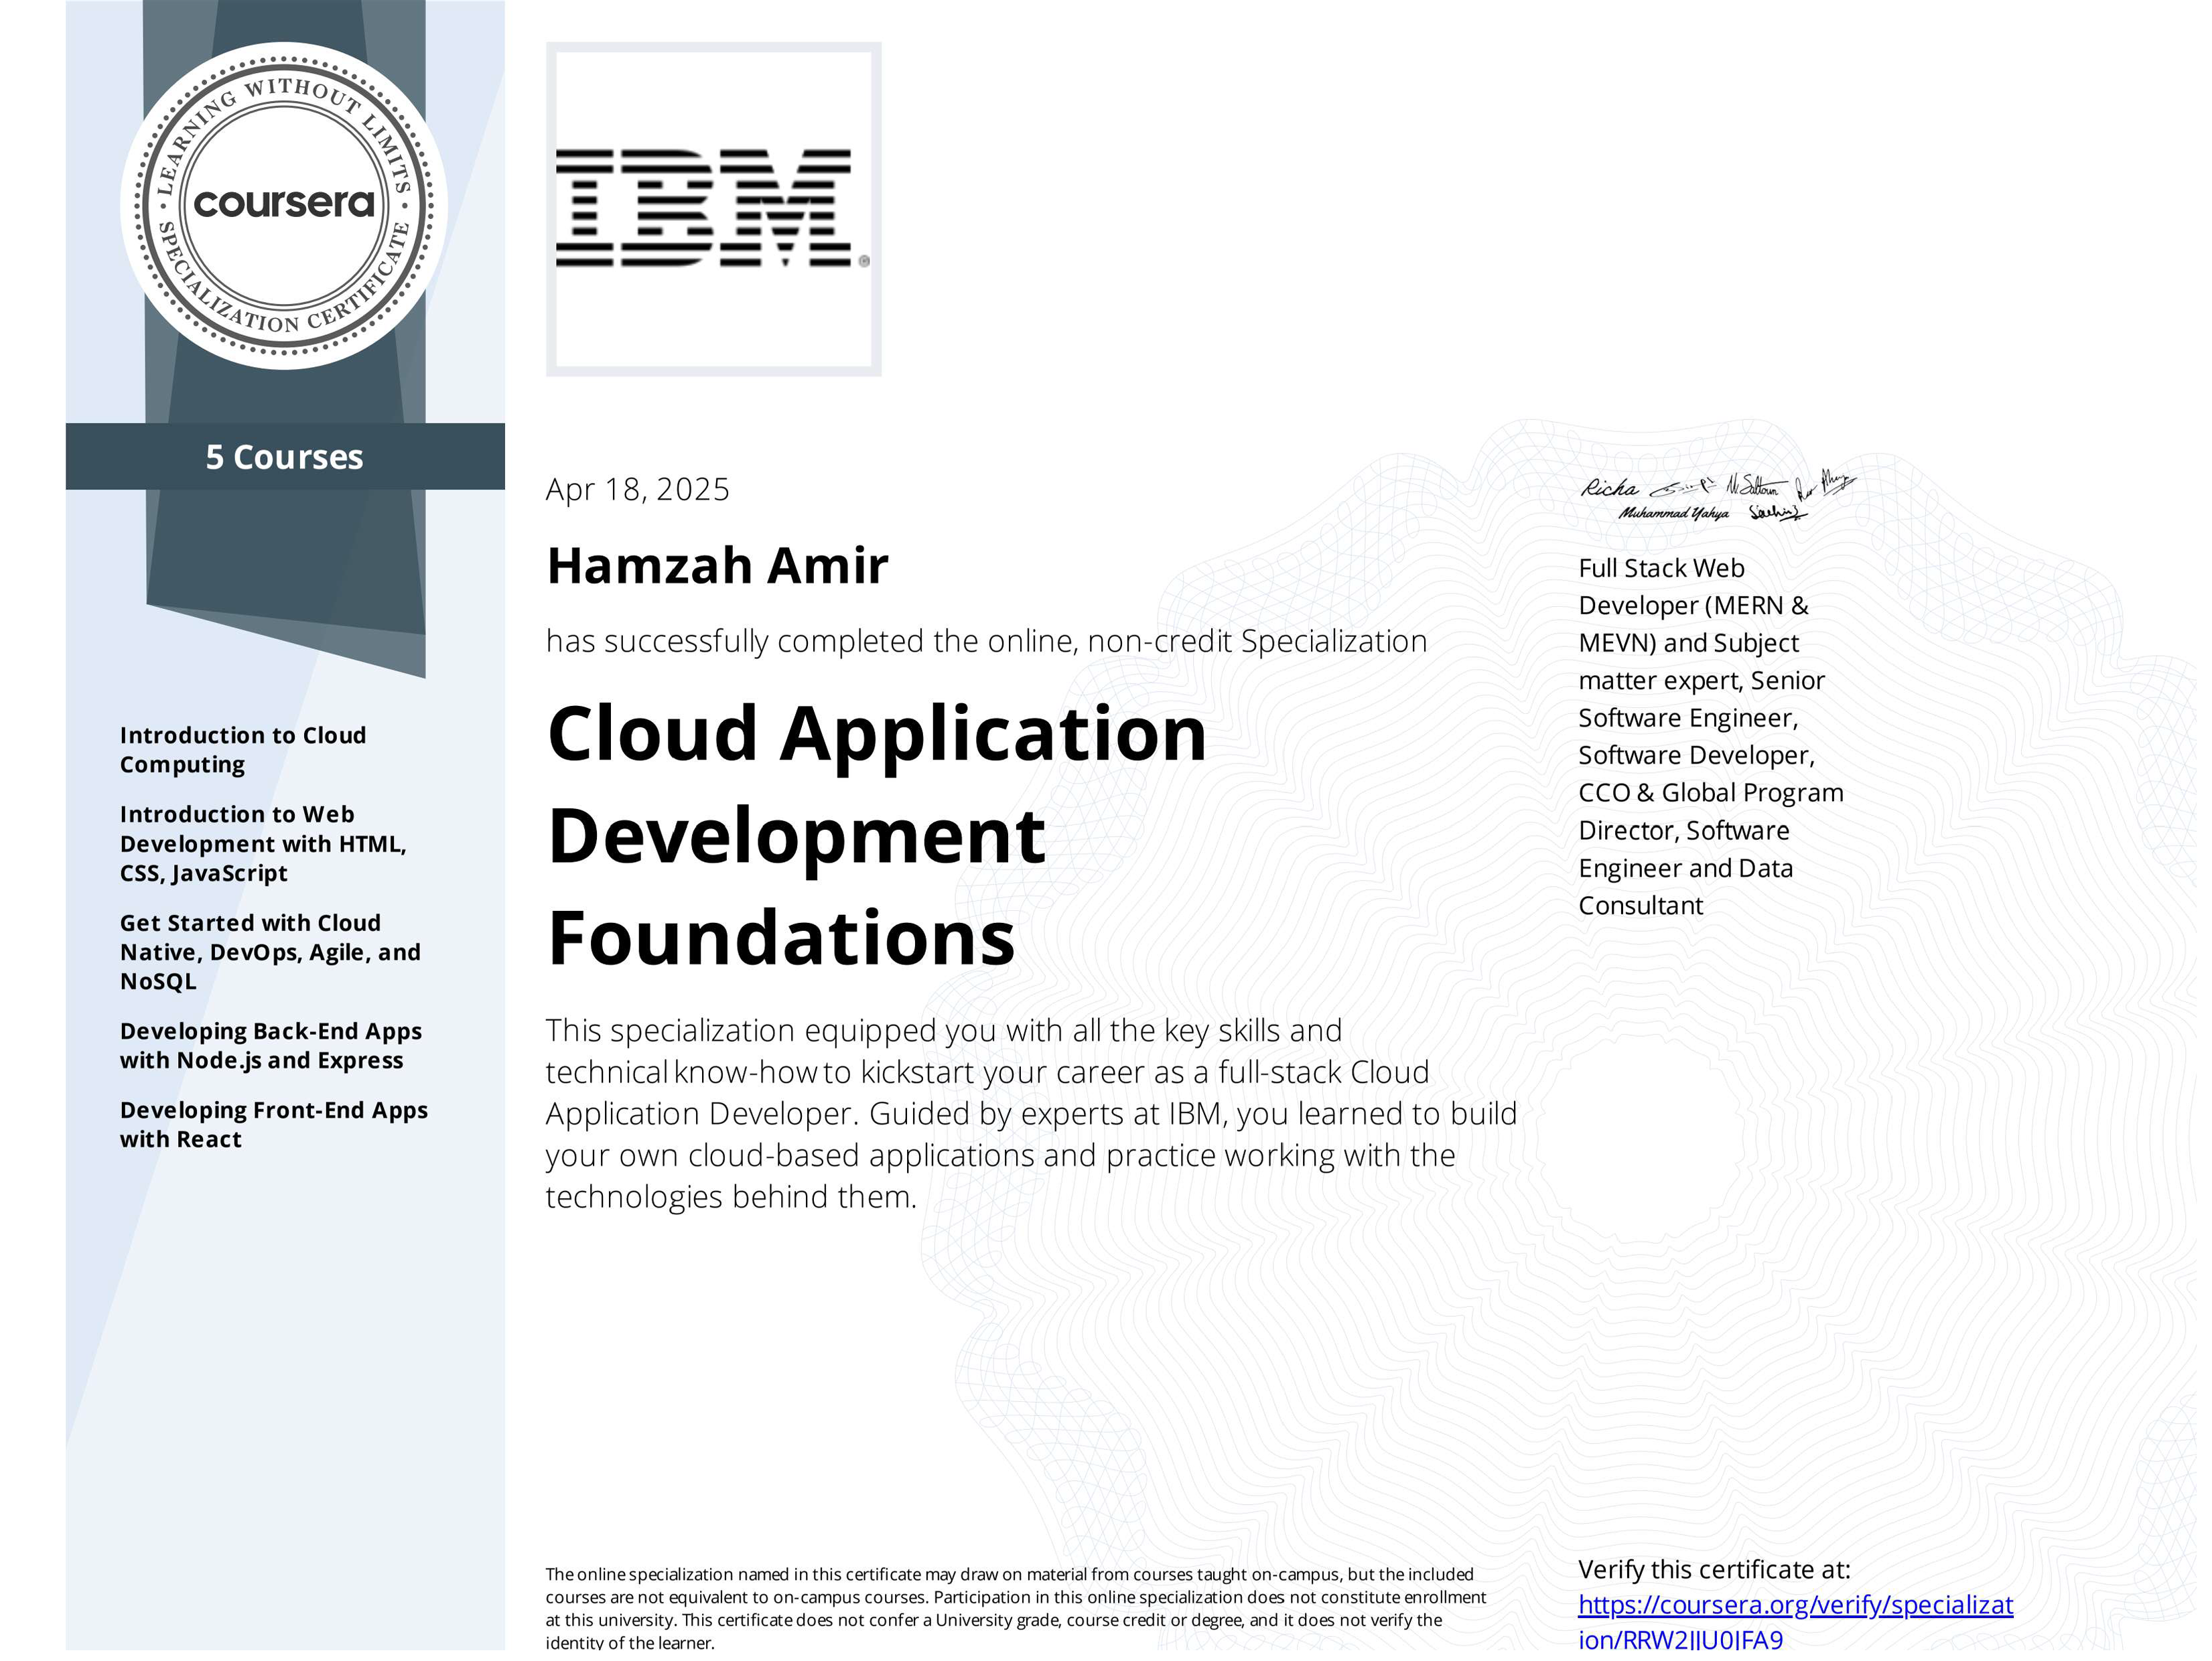 LEARNING WITHOUT LIMITS
coursera
SPECIALIZATION CERTIFICATE
5 Courses
Introduction to Cloud
Computing
Introduction to Web
Development with HTML,
CSS, JavaScript
Get Started with Cloud
Native, DevOps, Agile, and
NoSQL
Developing Back-End Apps
with Node.js and Express
Developing Front-End Apps
with React
IBM
Apr 18, 2025
Hamzah Amir
has successfully completed the online, non-credit Specialization
Cloud Application
Development
Foundations
This specialization equipped you with all the key skills and
technical know-how to kickstart your career as a full-stack Cloud
Application Developer. Guided by experts at IBM, you learned to build
your own cloud-based applications and practice working with the
technologies behind them.
The online specialization named in this certificate may draw on material from courses taught on-campus, but the included
courses are not equivalent to on-campus courses. Participation in this online specialization does not constitute enrollment
at this university. This certificate does not confer a University grade, course credit or degree, and it does not verify the
identity of the learner.
Richa
Muhammad Yahya
Full Stack Web
Developer (MERN &
MEVN) and Subject
matter expert, Senior
Software Engineer,
Software Developer,
CCO & Global Program
Director, Software
Engineer and Data
Consultant
Verify this certificate at:
https://coursera.org/verify/specializat
ion/RRW2JJU0JFA9